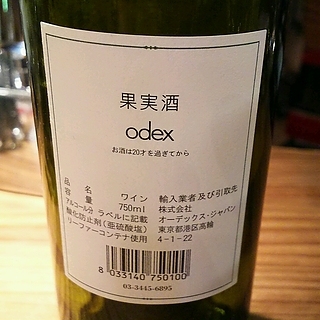 果実酒
odex
お酒は20才を過ぎてから
品名 ワイン 輸入業者及び引取先
容量 750ml 株式会社
アルコール分 ラベルに記載 オーデックス・ジャパン
酸化防止剤(亜硫酸塩) 東京都港区高輪
リーファーコンテナ使用 4-1-22
8 033140 750100
03-3445-6895